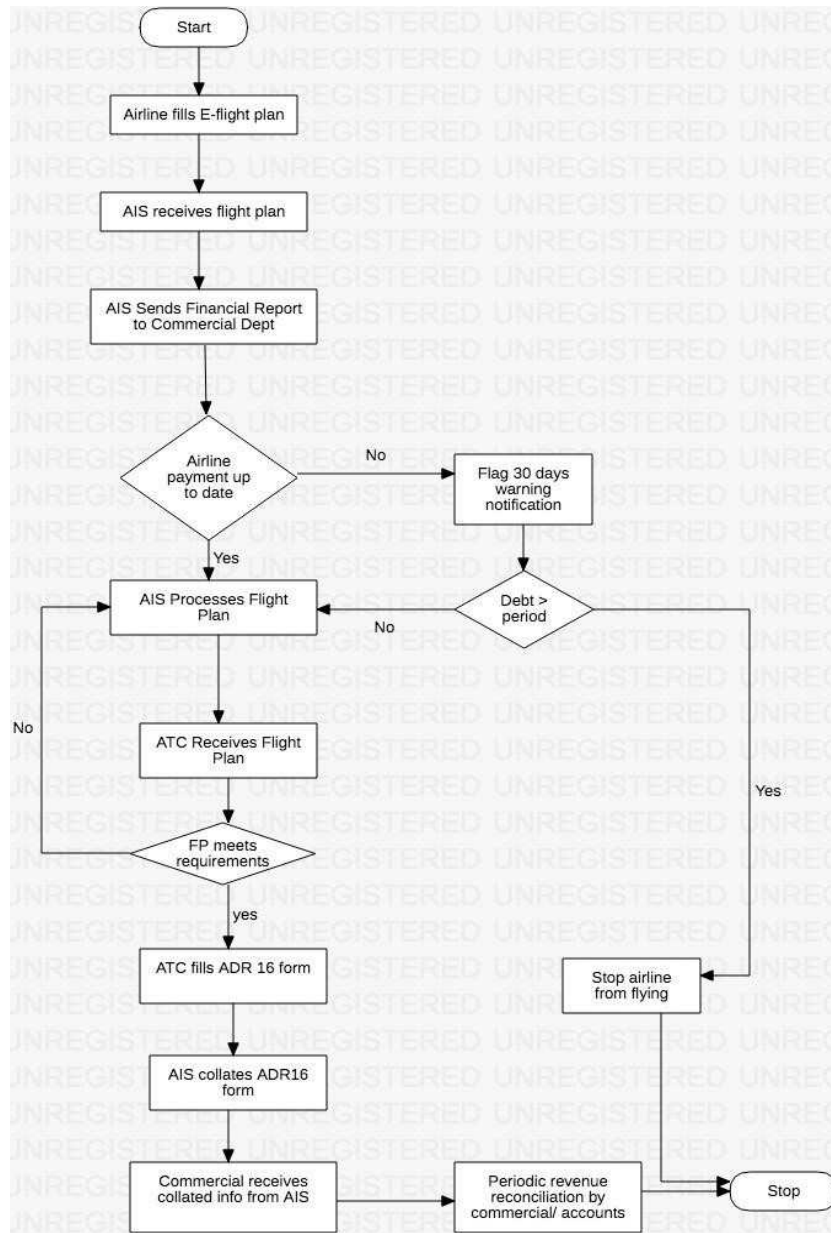 Start
Airline fills E-flight plan
AIS receives flight plan
AIS Sends Financial Report
to Commercial Dept
Airline
payment up
to date
No
Flag 30 days
warning
notification
Yes
AIS Processes Flight
Plan
No
Debt >
period
No
ATC Receives Flight
Plan
Yes
FP meets
requirements
yes
ATC fills ADR 16 form
Stop airline
from flying
AIS collates ADR16
form
Commercial receives
collated info from AIS
Periodic revenue
reconciliation by
commercial/ accounts
Stop
UNREGISTERED